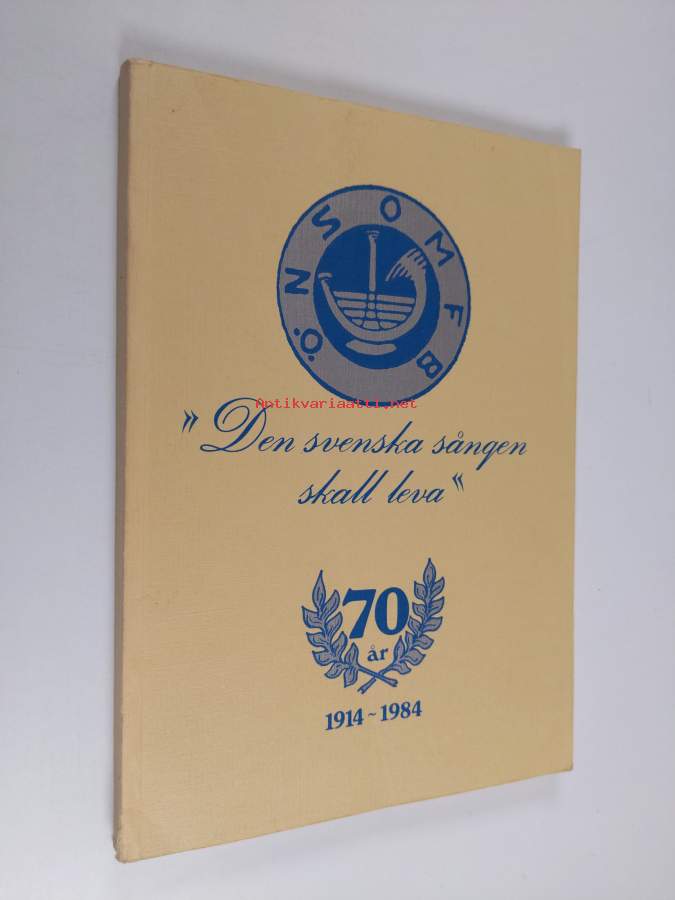 ÖNSOMFB
Antikvariaatti.net
»Den svenska sången
skall leva«
70
år
1914~1984